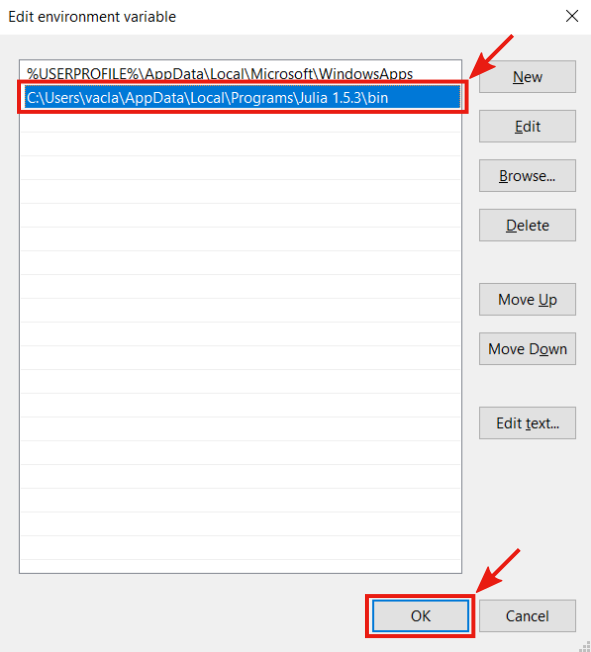 Edit environment variable
%USERPROFILE%\AppData\Local\Microsoft\WindowsApps
C:\Users\vacla\AppData\Local\Programs\Julia 1.5.3\bin
New
Edit
Browse...
Delete
Move Up
Move Down
Edit text...
OK
Cancel